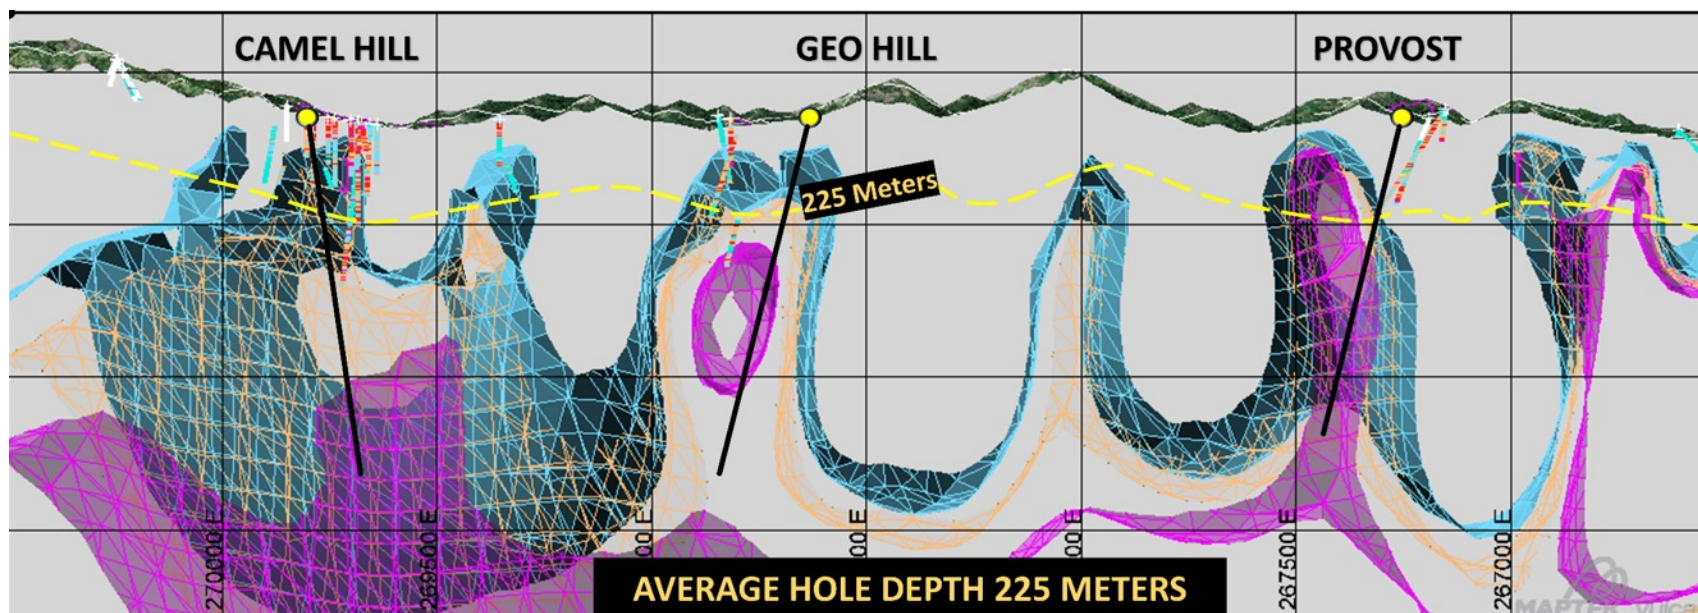 CAMEL HILL
GEO HILL
PROVOST
225 Meters
270000 E
269500 E
267500 E
267000 E
AVERAGE HOLE DEPTH 225 METERS